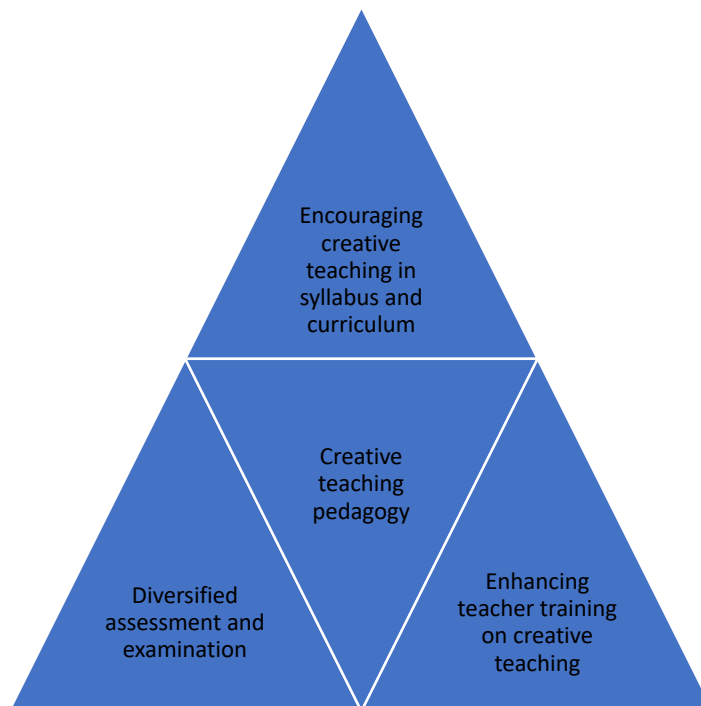 Encouraging
creative
teaching in
syllabus and
curriculum
Creative
teaching
pedagogy
Diversified
assessment and
examination
Enhancing
teacher training
on creative
teaching